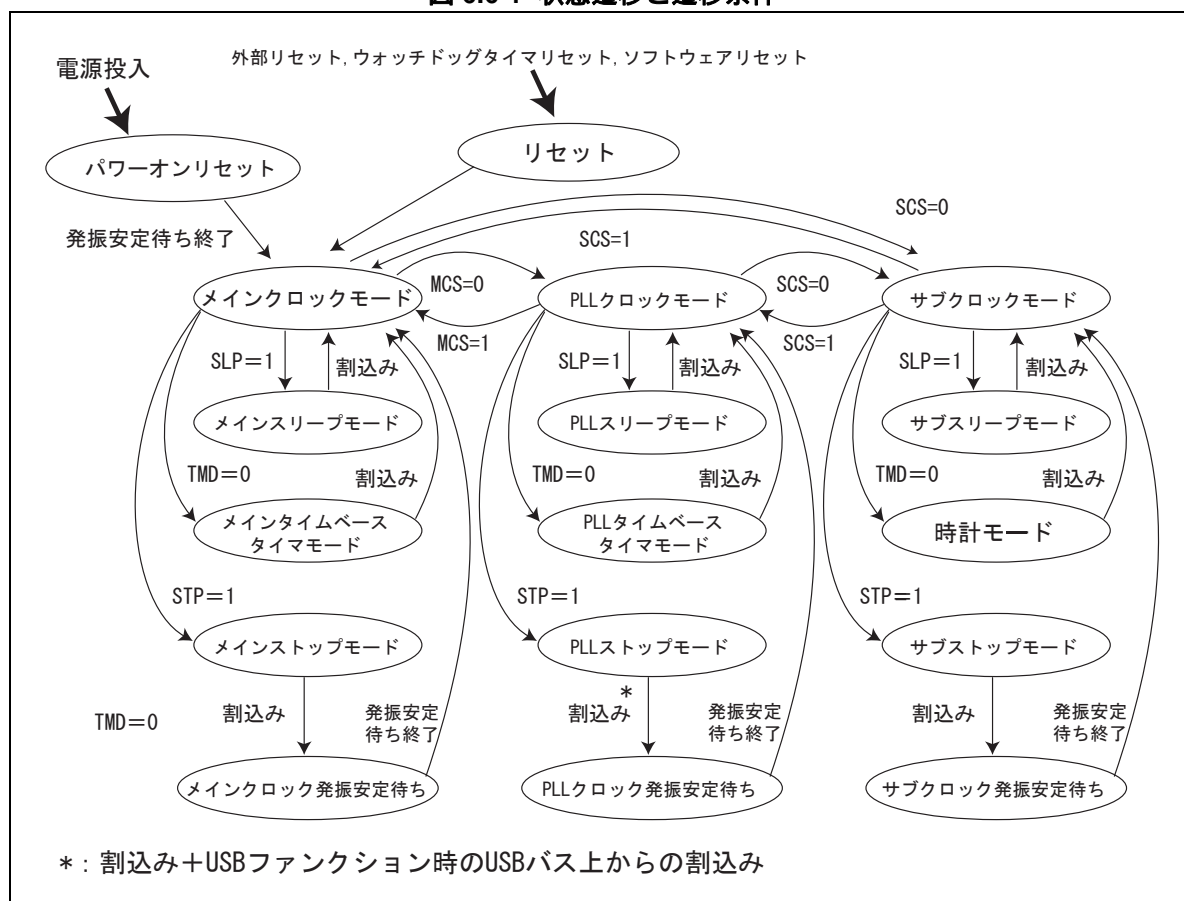 電源投入
外部リセット, ウォッチドッグタイマリセット, ソフトウェアリセット
パワーオンリセット
リセット
SCS=0
発振安定待ち終了
SCS=1
メインクロックモード
MCS=0
PLLクロックモード
SCS=0
サブクロックモード
MCS=1
SCS=1
SLP=1
割込み
SLP=1
割込み
SLP=1
割込み
メインスリープモード
PLLスリープモード
サブスリープモード
TMD=0
割込み
TMD=0
割込み
TMD=0
割込み
メインタイムベース
タイマモード
PLLタイムベース
タイマモード
時計モード
STP=1
STP=1
STP=1
メインストップモード
PLLストップモード
サブストップモード
TMD=0
割込み
発振安定
待ち終了
*
割込み
発振安定
待ち終了
割込み
発振安定
待ち終了
メインクロック発振安定待ち
PLLクロック発振安定待ち
サブクロック発振安定待ち
*: 割込み+USBファンクション時のUSBバス上からの割込み